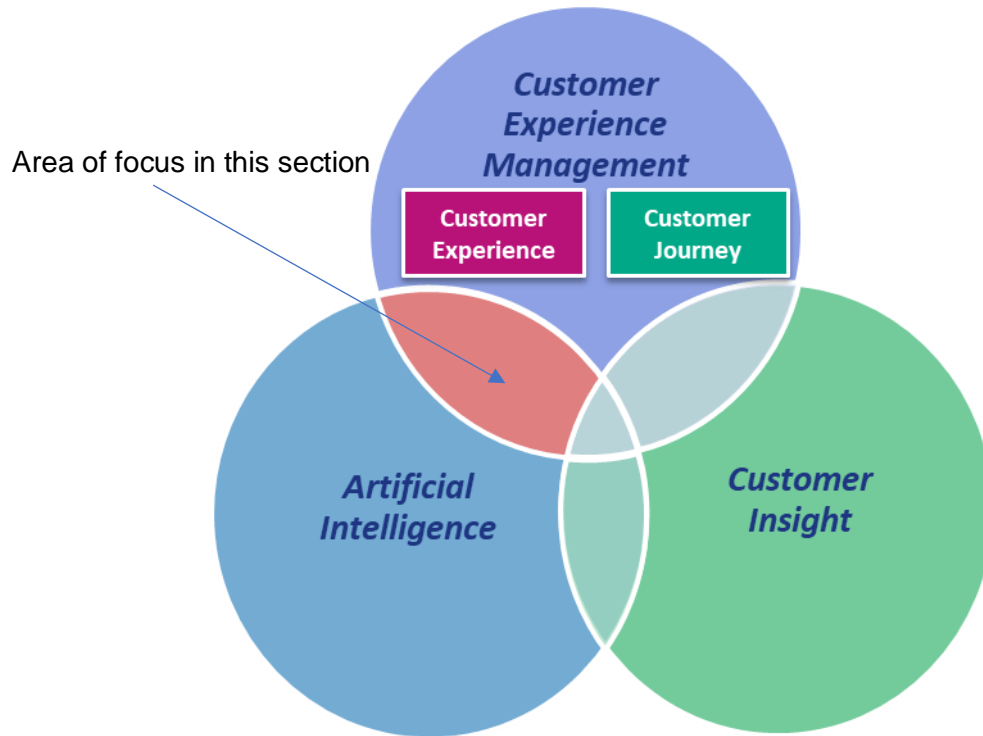 Customer
Experience
Management
Area of focus in this section
Customer
Experience
Customer
Journey
Artificial
Intelligence
Customer
Insight